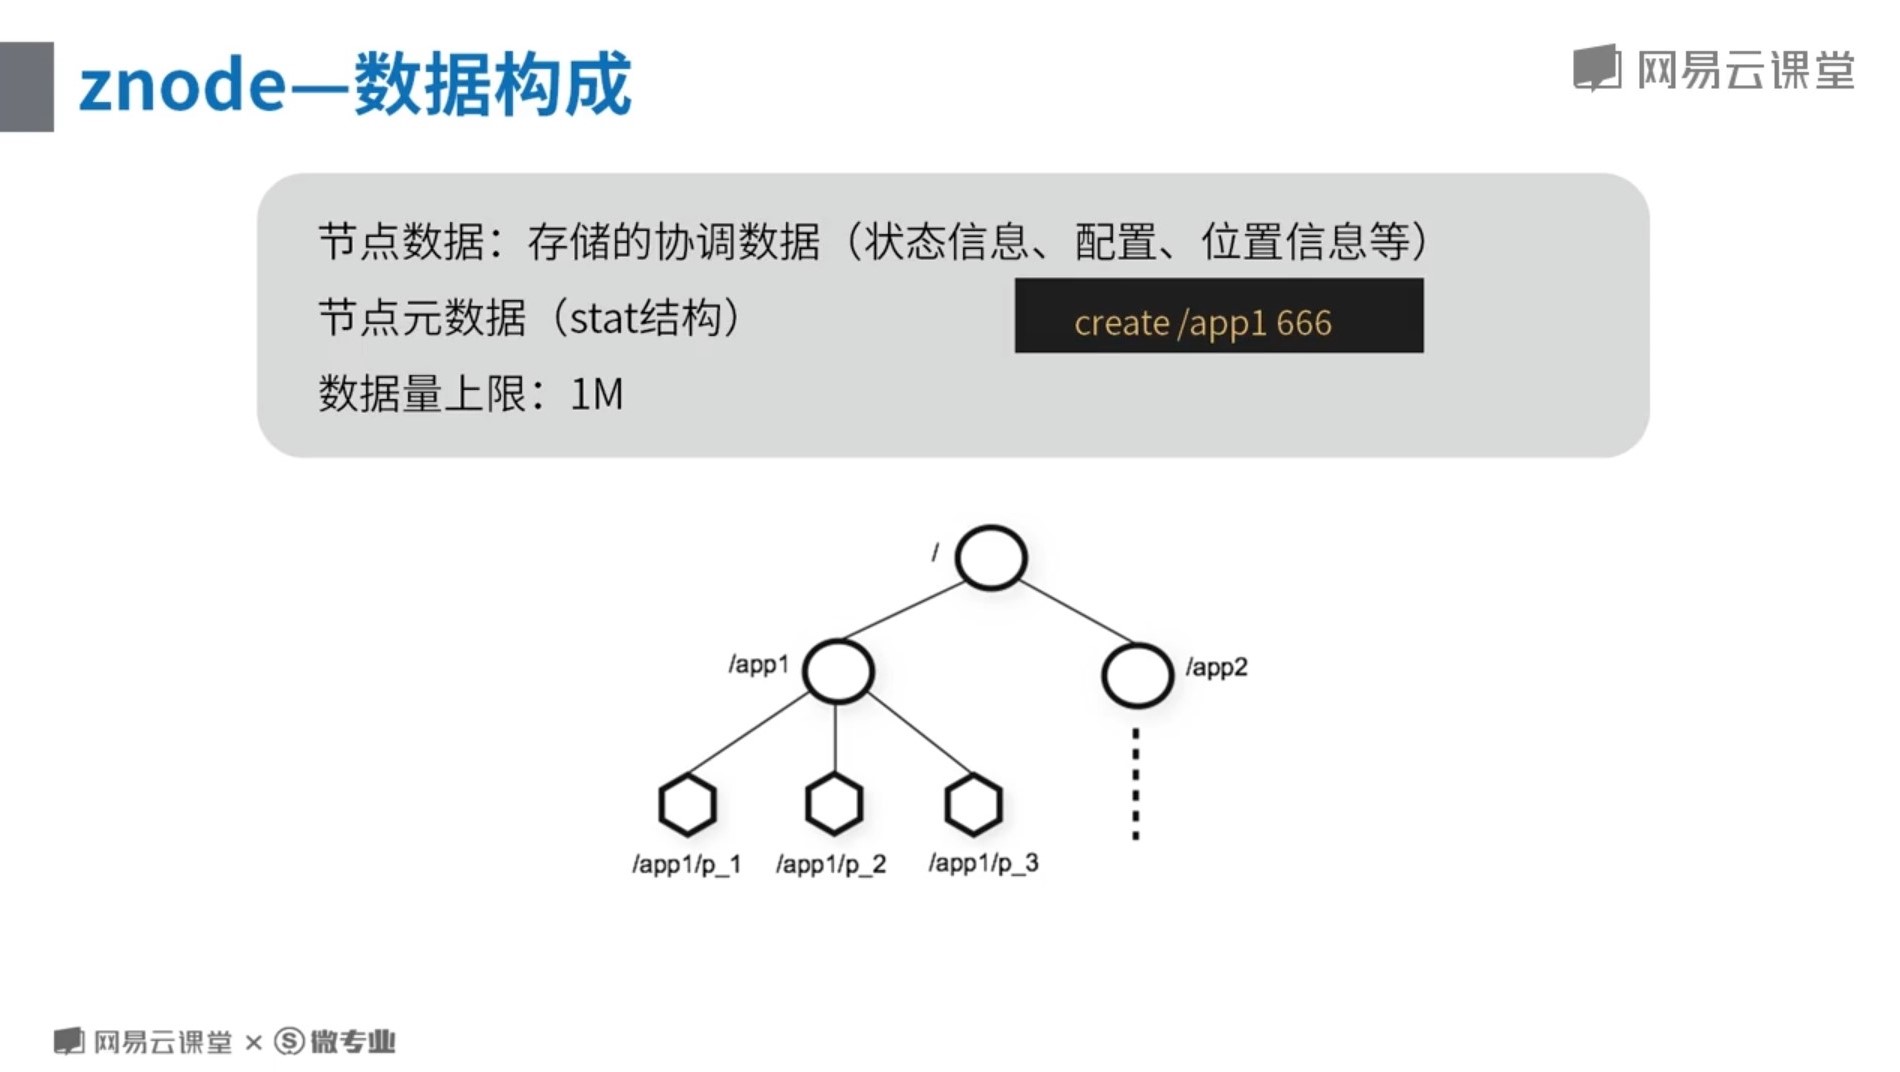 znode—数据构成
网易云课堂
节点数据：存储的协调数据（状态信息、配置、位置信息等）
节点元数据（stat结构）
create /app1 666
数据量上限：1M
/
/app1
/app2
/app1/p_1
/app1/p_2
/app1/p_3
网易云课堂 × S 微专业